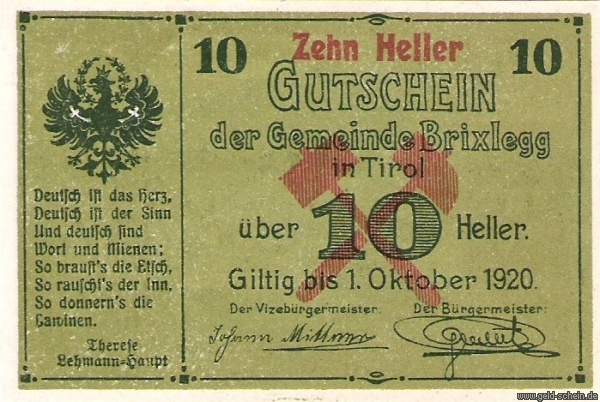 10 Zehn Heller 10
GUTSCHEIN
der Gemeinde Brixlegg
in Tirol
über 10 Heller.
Giltig bis 1. Oktober 1920.
Der Vizebürgermeister: Der Bürgermeister:
Johann
Deutsch ist das Herz,
Deutsch ist der Sinn
Und deutsch sind
Wort und Mienen;
So braust's die Etsch,
So rauscht's der Inn,
So donnern's die
Lawinen.
Therese
Lehmann=Haupt
www.geld-schein.de